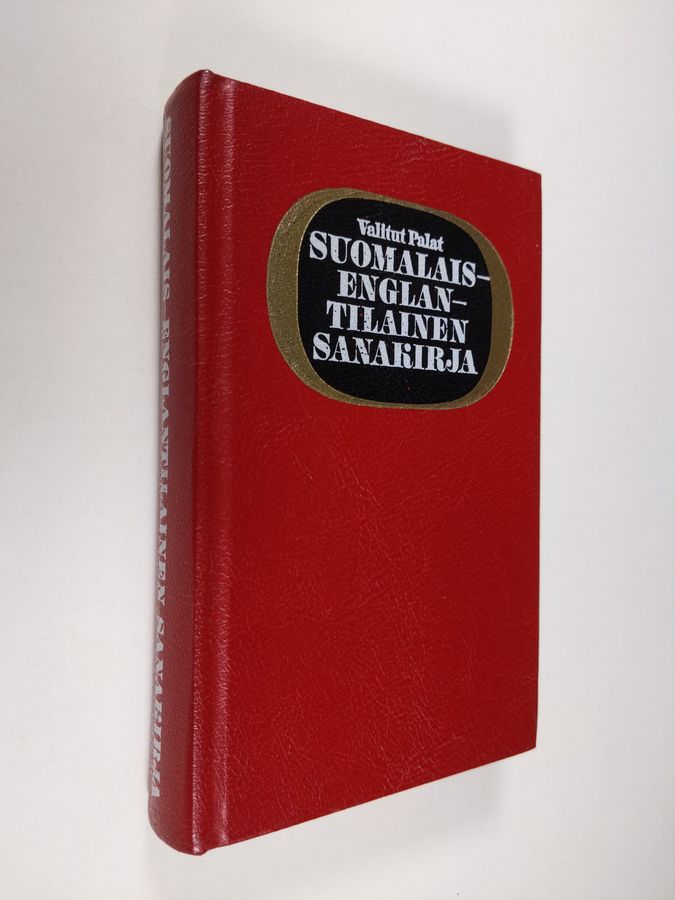 Valitut Palat
SUOMALAIS-
ENGLAN-
TILAINEN
SANAKIRJA
SUOMALAIS-ENGLANTILAINEN SANAKIRJA